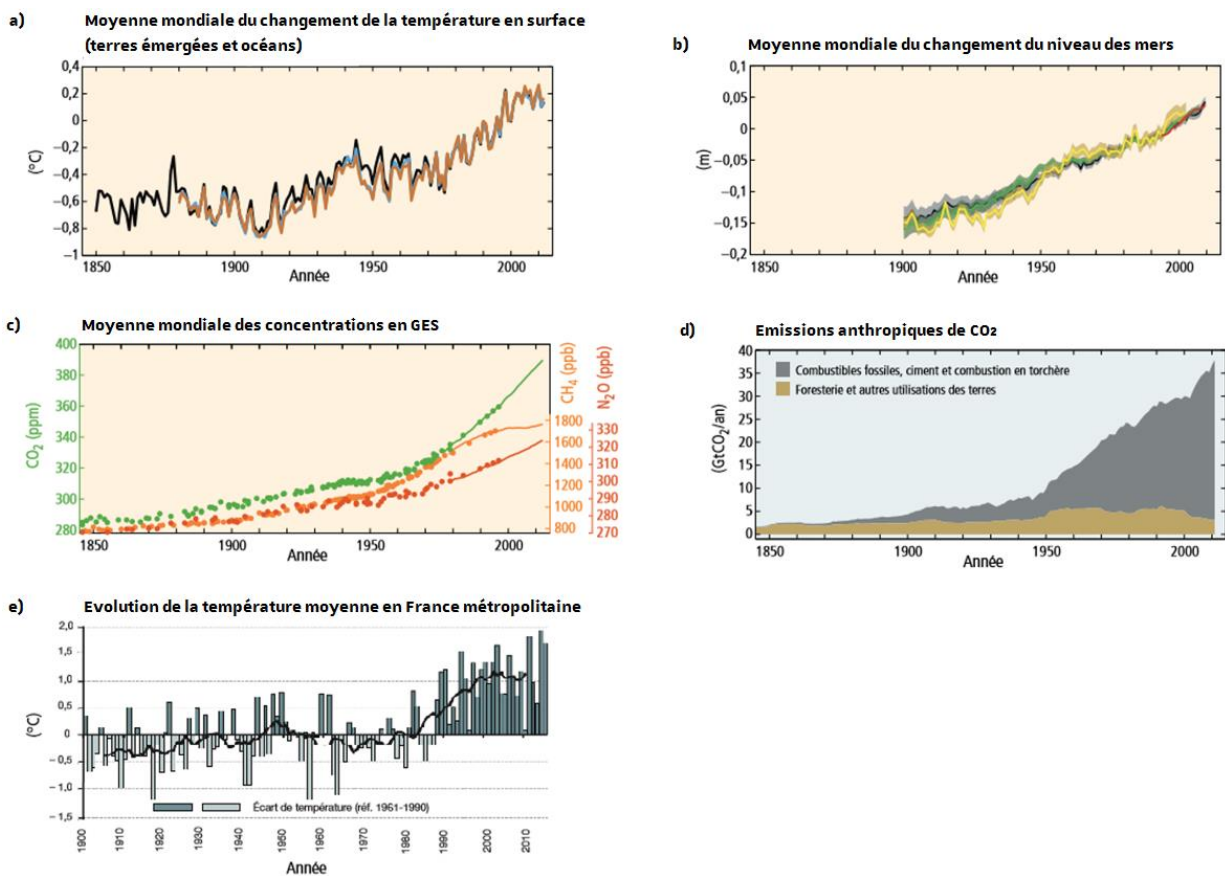 a) Moyenne mondiale du changement de la température en surface
(terres émergées et océans)
0,4
0,2
0
−0,2
−0,4
−0,6
−0,8
−1
(°C)
1850 1900 1950 2000
Année
b) Moyenne mondiale du changement du niveau des mers
0,1
0,05
0
−0,05
−0,1
−0,15
−0,2
(m)
1850 1900 1950 2000
Année
c) Moyenne mondiale des concentrations en GES
400
380
360
340
320
300
280
CO₂ (ppm)
1800
1600
1400
1200
1000
800
CH₄ (ppb)
330
320
310
300
290
280
270
N₂O (ppb)
1850 1900 1950 2000
Année
d) Emissions anthropiques de CO₂
40
35
30
25
20
15
10
5
0
(GtCO₂/an)
Combustibles fossiles, ciment et combustion en torchère
Foresterie et autres utilisations des terres
1850 1900 1950 2000
Année
e) Evolution de la température moyenne en France métropolitaine
2,0
1,5
1,0
0,5
0
−0,5
−1,0
−1,5
(°C)
Écart de température (réf. 1961-1990)
1900 1910 1920 1930 1940 1950 1960 1970 1980 1990 2000 2010
Année